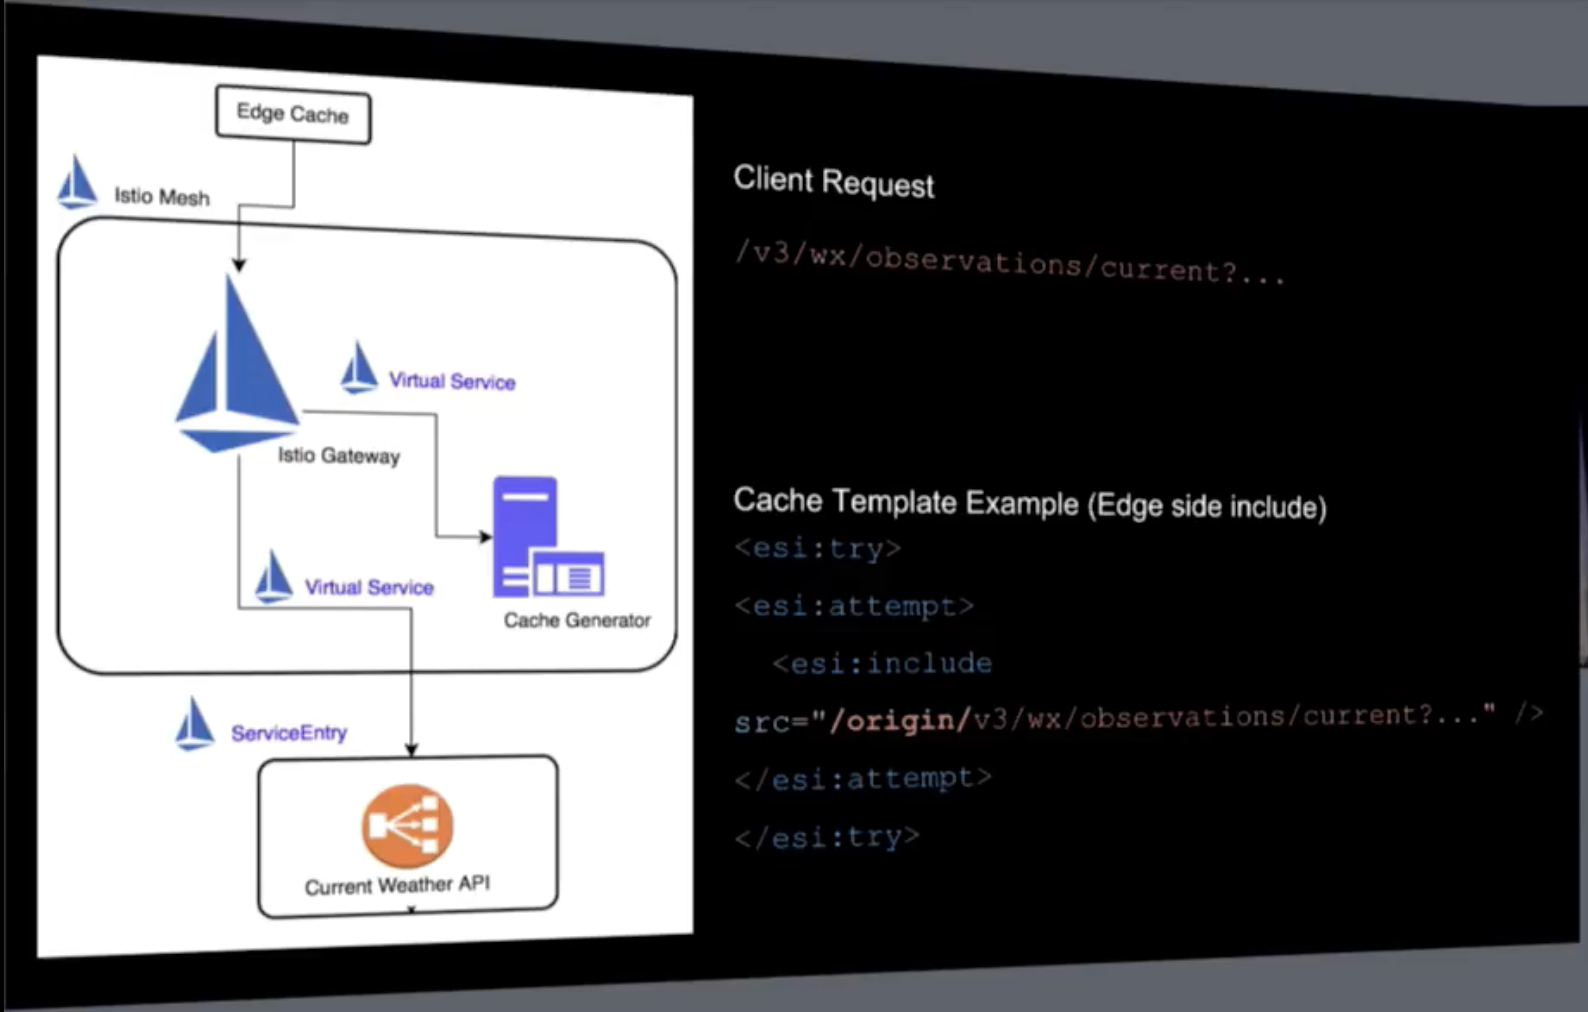 Edge Cache
Istio Mesh
Virtual Service
Istio Gateway
Virtual Service
Cache Generator
ServiceEntry
Current Weather API
Client Request
/v3/wx/observations/current?...
Cache Template Example (Edge side include)
<esi:try>
<esi:attempt>
<esi:include
src="/origin/v3/wx/observations/current?..." />
</esi:attempt>
</esi:try>